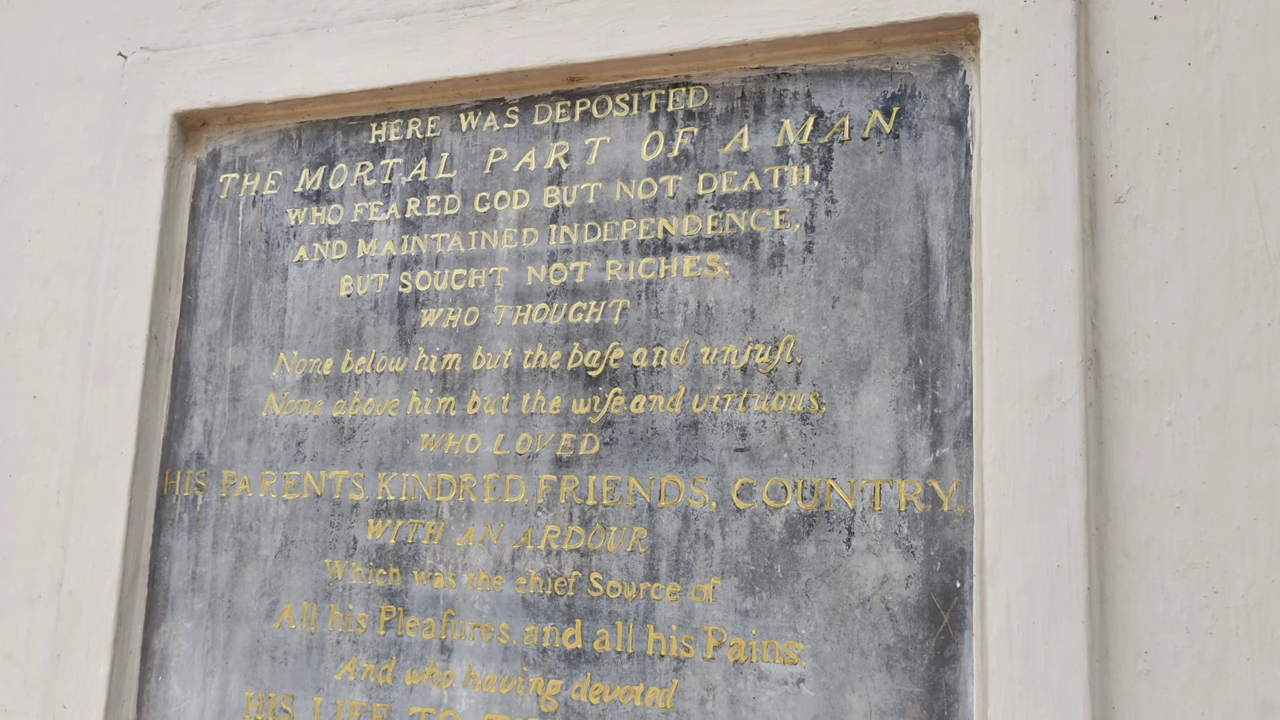 HERE WAS DEPOSITED
THE MORTAL PART OF A MAN
WHO FEARED GOD BUT NOT DEATH,
AND MAINTAINED INDEPENDENCE,
BUT SOUGHT NOT RICHES;
WHO THOUGHT
None below him but the baſe and unjuſt,
None above him but the wiſe and virtuous;
WHO LOVED
HIS PARENTS, KINDRED, FRIENDS, COUNTRY,
WITH AN ARDOUR
Which was the chief Source of
All his Pleaſures, and all his Pains;
And who having devoted
HIS LIFE TO